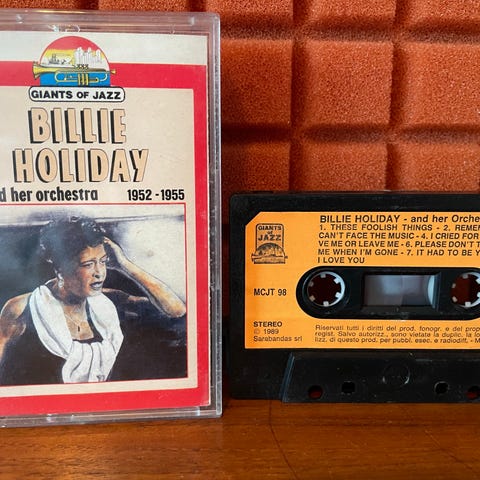 GIANTS OF JAZZ
BILLIE
HOLIDAY
d her orchestra 1952-1955
GIANTS
OF JAZZ
MCJT 98
STEREO
℗ 1989
Sarabandas srl
BILLIE HOLIDAY - and her Orche
1. THESE FOOLISH THINGS - 2. REMEM
CAN'T FACE THE MUSIC - 4. I CRIED FOR
VE ME OR LEAVE ME - 6. PLEASE DON'T T
ME WHEN I'M GONE - 7. IT HAD TO BE Y
I LOVE YOU
Riservati tutti i diritti del prod. fonogr. e del prop
regist. Salvo autorizz., sono vietate la duplic. la lo
lizz. di questo prod. per pubbl. esec. e radiodiff. - M